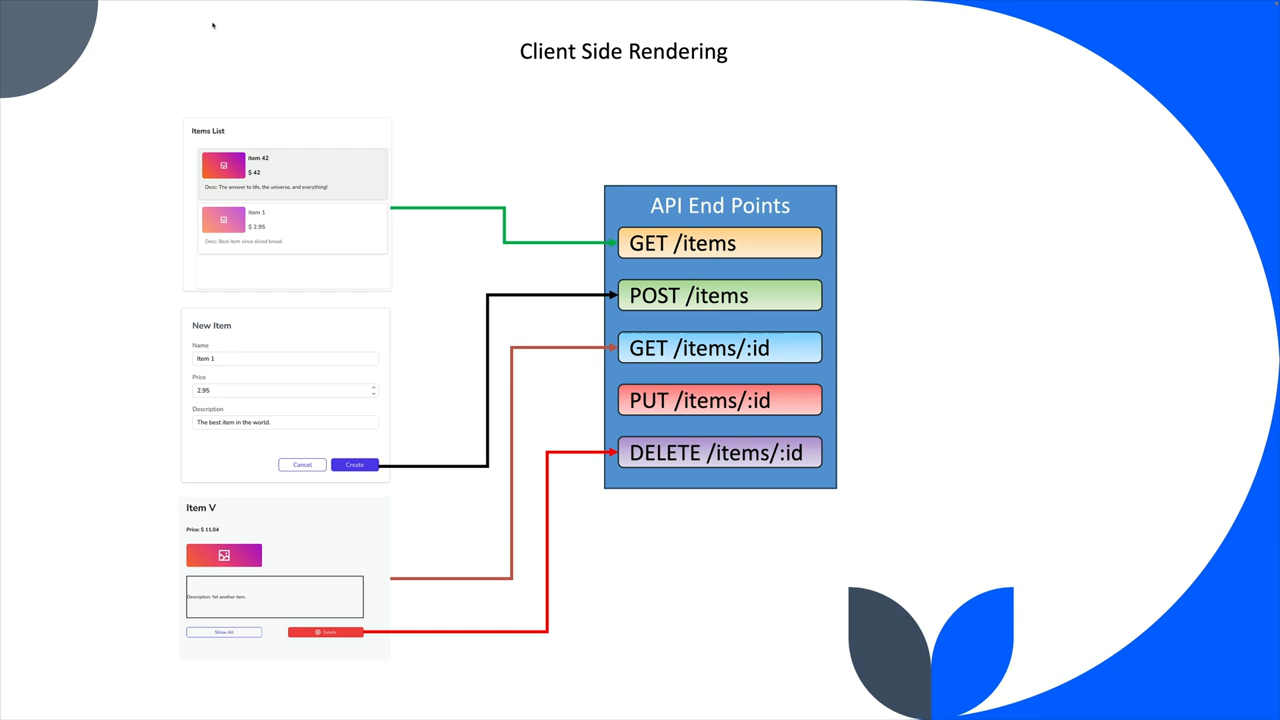 Client Side Rendering
Items List
item 42
$ 42
Desc: The answer to life, the universe, and everything!
item 1
$ 2.95
Desc: Best item since sliced bread.
New Item
Name
Item 1
Price
2.95
Description
The best item in the world.
Cancel
Create
Item V
Price: $ 11.04
Description: Yet another item.
Show All
Delete
API End Points
GET /items
POST /items
GET /items/:id
PUT /items/:id
DELETE /items/:id